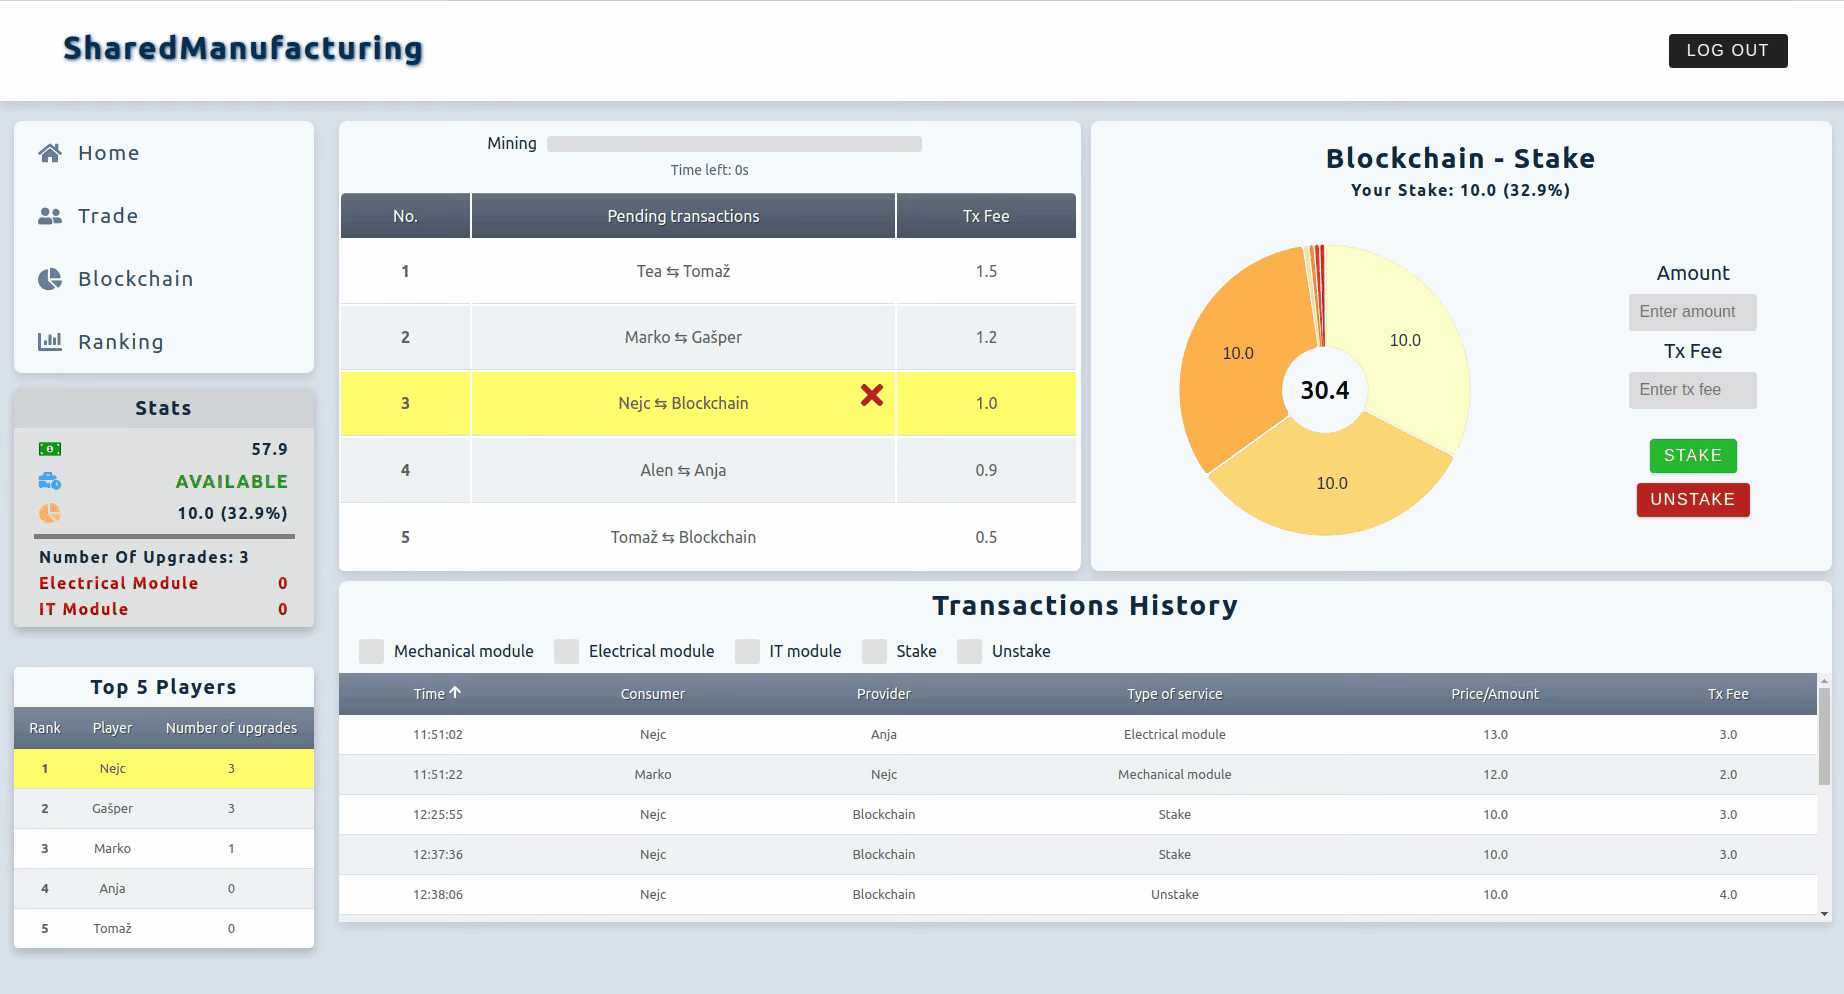 SharedManufacturing
LOG OUT
Home
Trade
Blockchain
Ranking
Stats
57.9
AVAILABLE
10.0 (32.9%)
Number Of Upgrades: 3
Electrical Module 0
IT Module 0
Top 5 Players
Rank Player Number of upgrades
1 Nejc 3
2 Gašper 3
3 Marko 1
4 Anja 0
5 Tomaž 0
Mining
Time left: 0s
No. Pending transactions Tx Fee
1 Tea ⇆ Tomaž 1.5
2 Marko ⇆ Gašper 1.2
3 Nejc ⇆ Blockchain 1.0
4 Alen ⇆ Anja 0.9
5 Tomaž ⇆ Blockchain 0.5
Blockchain - Stake
Your Stake: 10.0 (32.9%)
10.0
10.0
30.4
10.0
Amount
Enter amount
Tx Fee
Enter tx fee
STAKE
UNSTAKE
Transactions History
Mechanical module Electrical module IT module Stake Unstake
Time Consumer Provider Type of service Price/Amount Tx Fee
11:51:02 Nejc Anja Electrical module 13.0 3.0
11:51:22 Marko Nejc Mechanical module 12.0 2.0
12:25:55 Nejc Blockchain Stake 10.0 3.0
12:37:36 Nejc Blockchain Stake 10.0 3.0
12:38:06 Nejc Blockchain Unstake 10.0 4.0